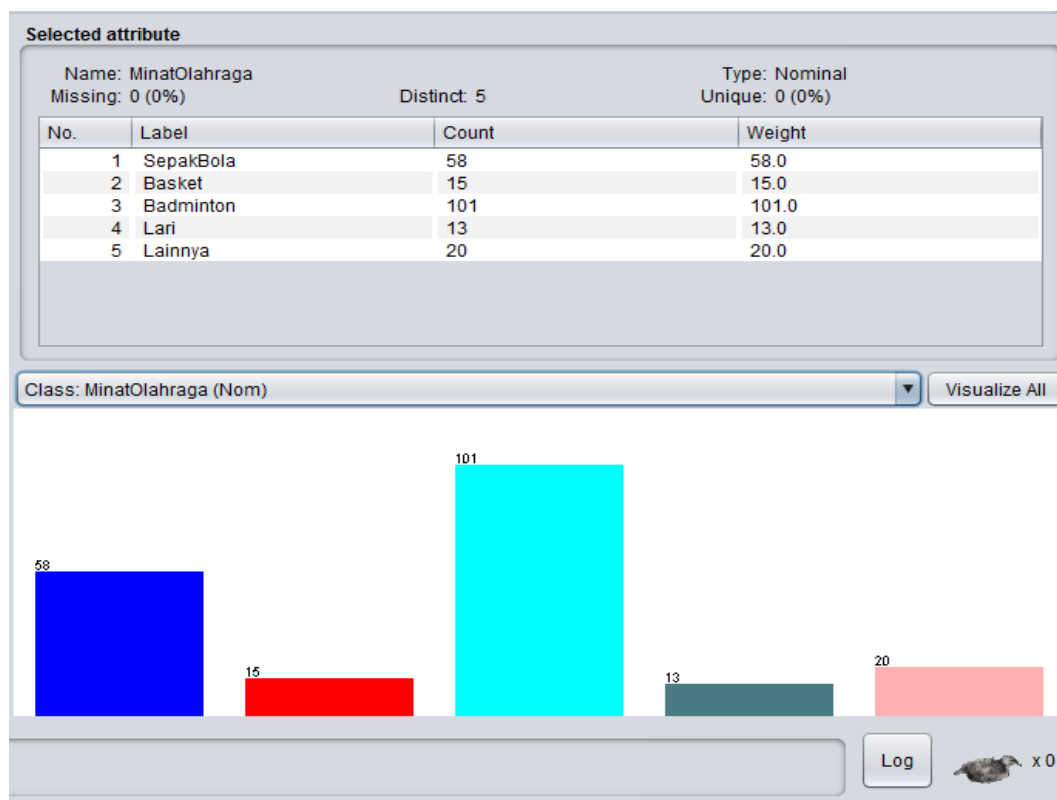 Selected attribute
Name: MinatOlahraga Type: Nominal
Missing: 0 (0%) Distinct: 5 Unique: 0 (0%)
No. Label Count Weight
1 SepakBola 58 58.0
2 Basket 15 15.0
3 Badminton 101 101.0
4 Lari 13 13.0
5 Lainnya 20 20.0
Class: MinatOlahraga (Nom) Visualize All
101
58
20
15
13
Log x 0